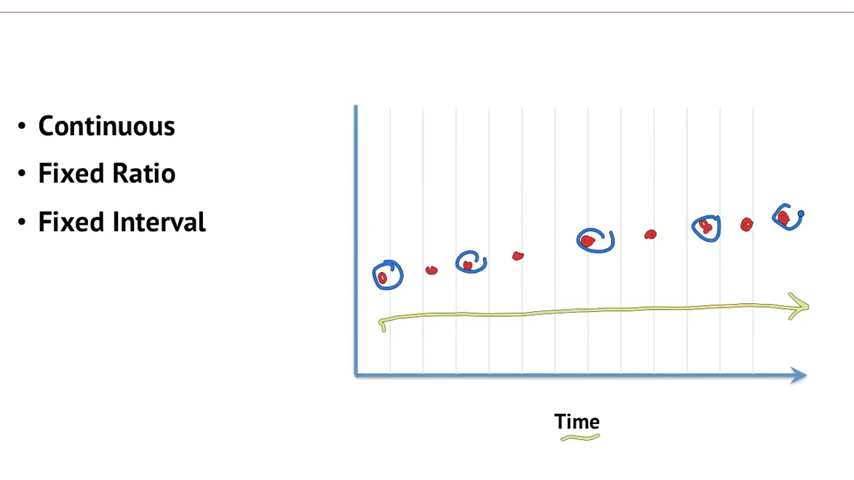 • Continuous
• Fixed Ratio
• Fixed Interval
Time